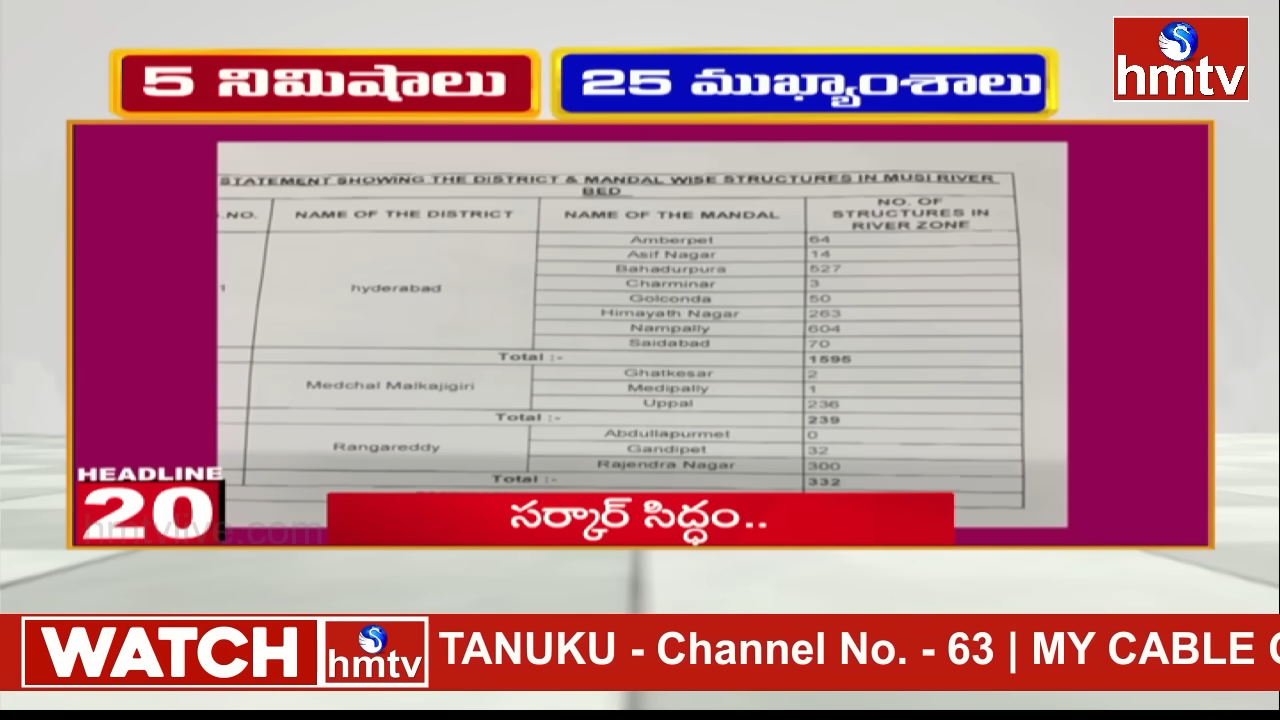 5 నిమిషాలు
25 ముఖ్యాంశాలు
hmtv
STATEMENT SHOWING THE DISTRICT & MANDAL WISE STRUCTURES IN MUSI RIVER
BED
.NO. NAME OF THE DISTRICT NAME OF THE MANDAL NO. OF
STRUCTURES IN
RIVER ZONE
Amberpet 64
Asif Nagar 14
Bahadurpura 527
1 hyderabad Charminar 3
Golconda 50
Himayath Nagar 263
Nampally 604
Saidabad 70
Total :- 1595
Ghatkesar 2
Medchal Malkajigiri Medipally 1
Uppal 236
Total :- 239
Abdullapurmet 0
Rangareddy Gandipet 32
Rajendra Nagar 300
Total :- 332
HEADLINE
20
hmtvlive.com
సర్కార్ సిద్ధం..
WATCH hmtv TANUKU - Channel No. - 63 | MY CABLE